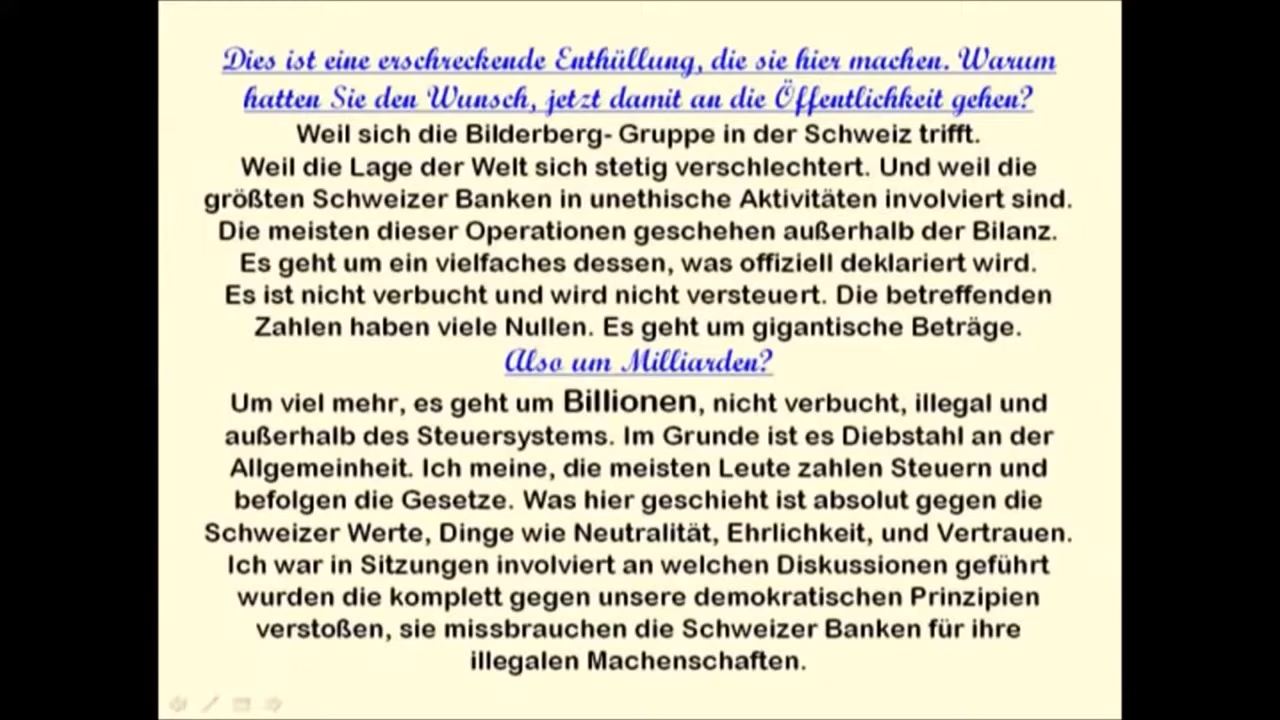 Dies ist eine erschreckende Enthüllung, die sie hier machen. Warum
hatten Sie den Wunsch, jetzt damit an die Öffentlichkeit gehen?
Weil sich die Bilderberg- Gruppe in der Schweiz trifft.
Weil die Lage der Welt sich stetig verschlechtert. Und weil die
größten Schweizer Banken in unethische Aktivitäten involviert sind.
Die meisten dieser Operationen geschehen außerhalb der Bilanz.
Es geht um ein vielfaches dessen, was offiziell deklariert wird.
Es ist nicht verbucht und wird nicht versteuert. Die betreffenden
Zahlen haben viele Nullen. Es geht um gigantische Beträge.
Also um Milliarden?
Um viel mehr, es geht um Billionen, nicht verbucht, illegal und
außerhalb des Steuersystems. Im Grunde ist es Diebstahl an der
Allgemeinheit. Ich meine, die meisten Leute zahlen Steuern und
befolgen die Gesetze. Was hier geschieht ist absolut gegen die
Schweizer Werte, Dinge wie Neutralität, Ehrlichkeit, und Vertrauen.
Ich war in Sitzungen involviert an welchen Diskussionen geführt
wurden die komplett gegen unsere demokratischen Prinzipien
verstoßen, sie missbrauchen die Schweizer Banken für ihre
illegalen Machenschaften.